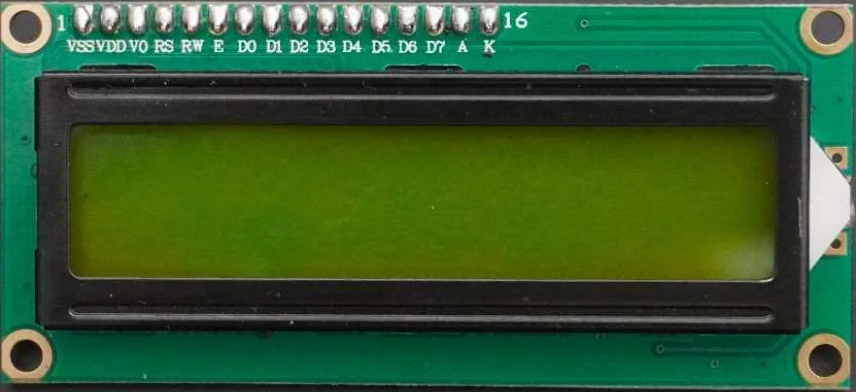 1 16
VSS VDD V0 RS RW E D0 D1 D2 D3 D4 D5 D6 D7 A K